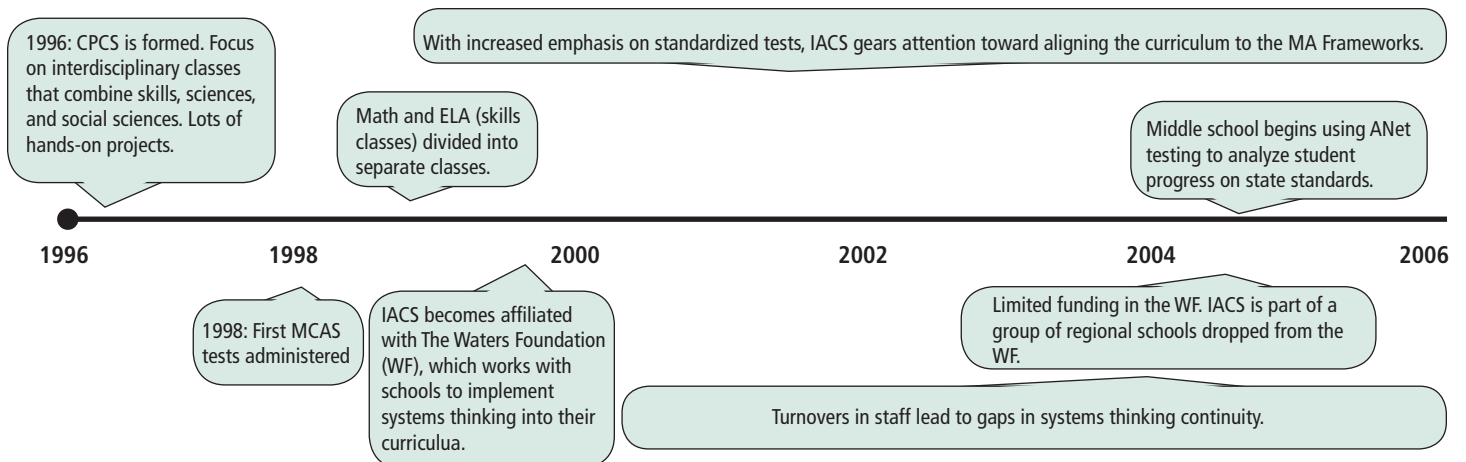 1996: CPCS is formed. Focus
on interdisciplinary classes
that combine skills, sciences,
and social sciences. Lots of
hands-on projects.
With increased emphasis on standardized tests, IACS gears attention toward aligning the curriculum to the MA Frameworks.
Math and ELA (skills
classes) divided into
separate classes.
Middle school begins using ANet
testing to analyze student
progress on state standards.
1996
1998
2000
2002
2004
2006
1998: First MCAS
tests administered
IACS becomes affiliated
with The Waters Foundation
(WF), which works with
schools to implement
systems thinking into their
curriculua.
Limited funding in the WF. IACS is part of a
group of regional schools dropped from the
WF.
Turnovers in staff lead to gaps in systems thinking continuity.